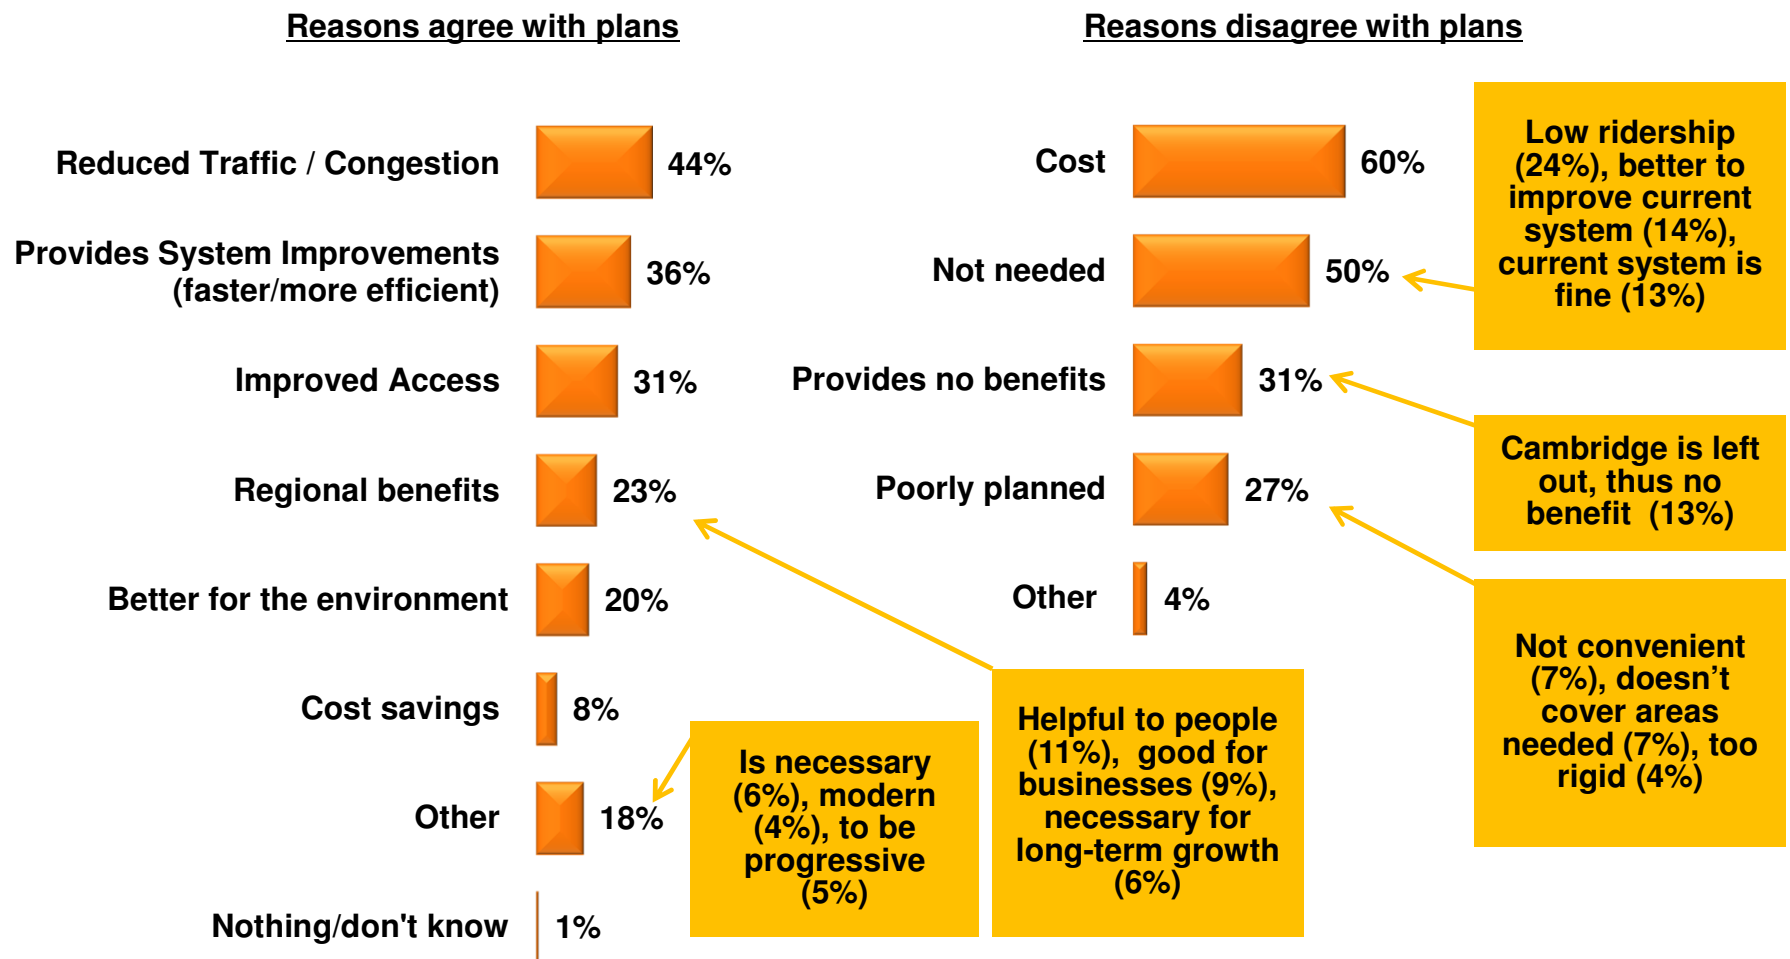 Reasons agree with plans
Reduced Traffic / Congestion
44%
Provides System Improvements
(faster/more efficient)
36%
Improved Access
31%
Regional benefits
23%
Better for the environment
20%
Cost savings
8%
Other
18%
Nothing/don't know
1%
Is necessary
(6%), modern
(4%), to be
progressive
(5%)
Helpful to people
(11%),  good for
businesses (9%),
necessary for
long-term growth
(6%)
Reasons disagree with plans
Cost
60%
Not needed
50%
Provides no benefits
31%
Poorly planned
27%
Other
4%
Low ridership
(24%), better to
improve current
system (14%),
current system is
fine (13%)
Cambridge is left
out, thus no
benefit  (13%)
Not convenient
(7%), doesn’t
cover areas
needed (7%), too
rigid (4%)